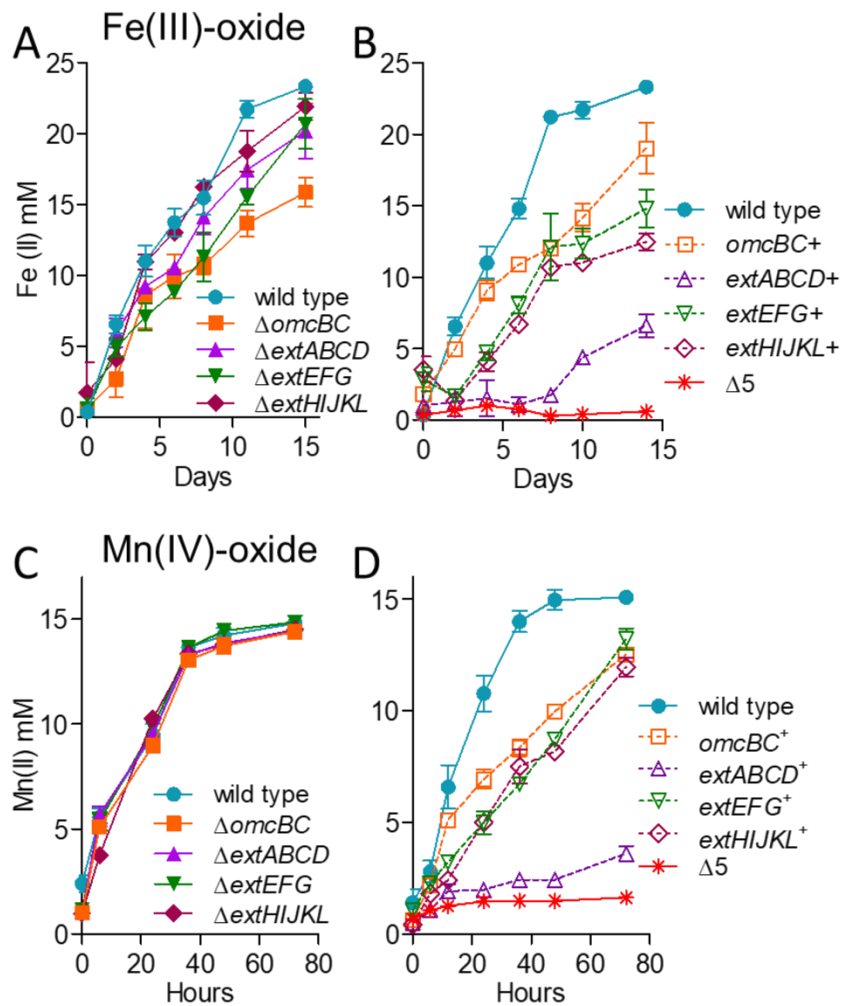 Fe(III)-oxide
A
B
25
20
15
10
5
0
Fe (II) mM
0 5 10 15
Days
wild type
ΔomcBC
ΔextABCD
ΔextEFG
ΔextHIJKL
25
20
15
10
5
0
0 5 10 15
Days
wild type
omcBC+
extABCD+
extEFG+
extHIJKL+
Δ5
Mn(IV)-oxide
C
D
15
10
5
0
Mn(II) mM
0 20 40 60 80
Hours
wild type
ΔomcBC
ΔextABCD
ΔextEFG
ΔextHIJKL
15
10
5
0
0 20 40 60 80
Hours
wild type
omcBC⁺
extABCD⁺
extEFG⁺
extHIJKL⁺
Δ5